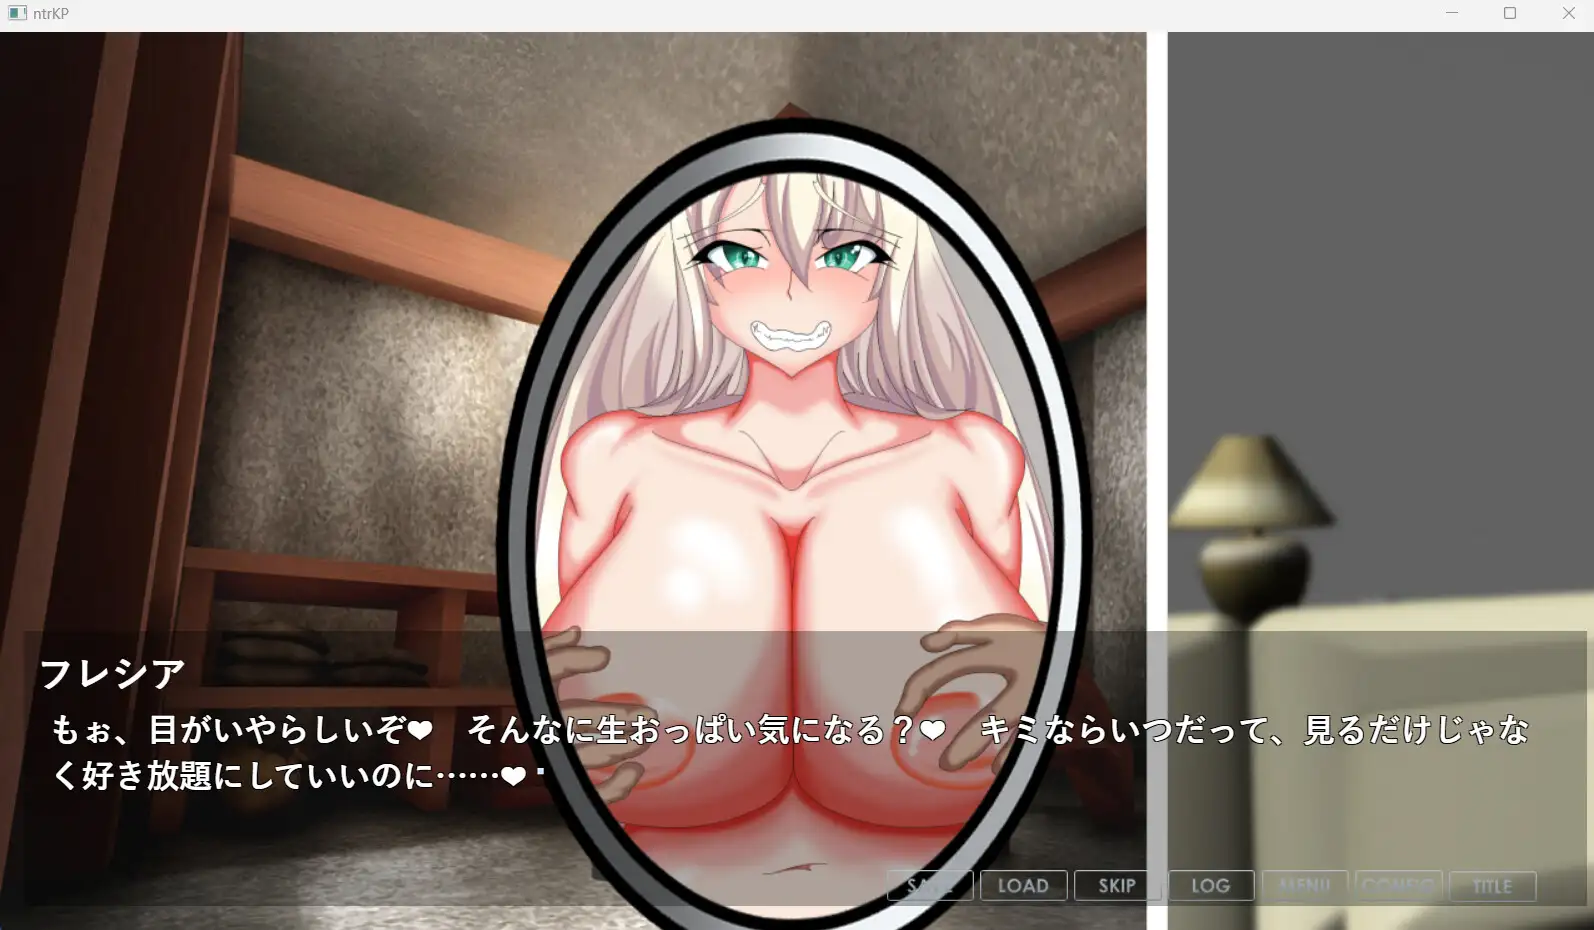 ntrKP
フレシア
もぉ、目がいやらしいぞ♥　そんなに生おっぱい気になる？♥　キミならいつだって、見るだけじゃな
く好き放題にしていいのに……♥
SAVE LOAD SKIP LOG MENU CONFIG TITLE